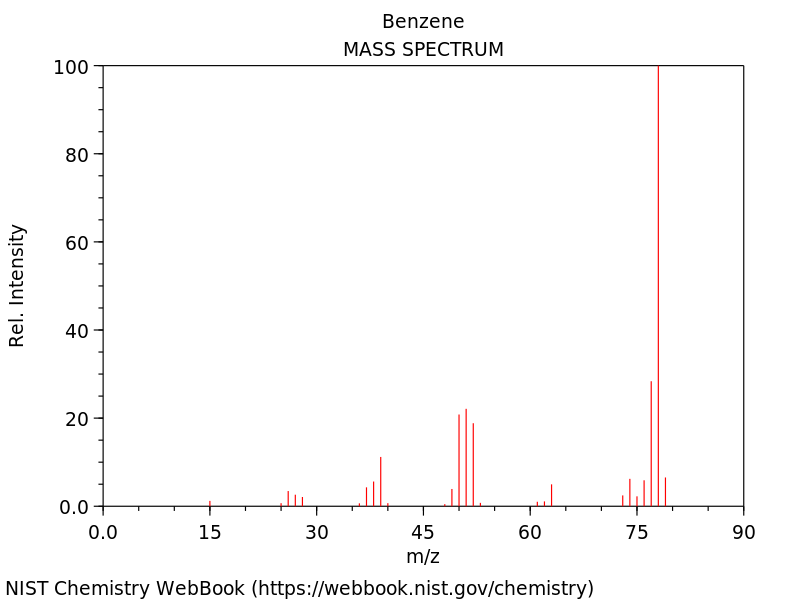 Benzene
MASS SPECTRUM
Rel. Intensity
100
80
60
40
20
0.0
0.0 15 30 45 60 75 90
m/z
NIST Chemistry WebBook (https://webbook.nist.gov/chemistry)